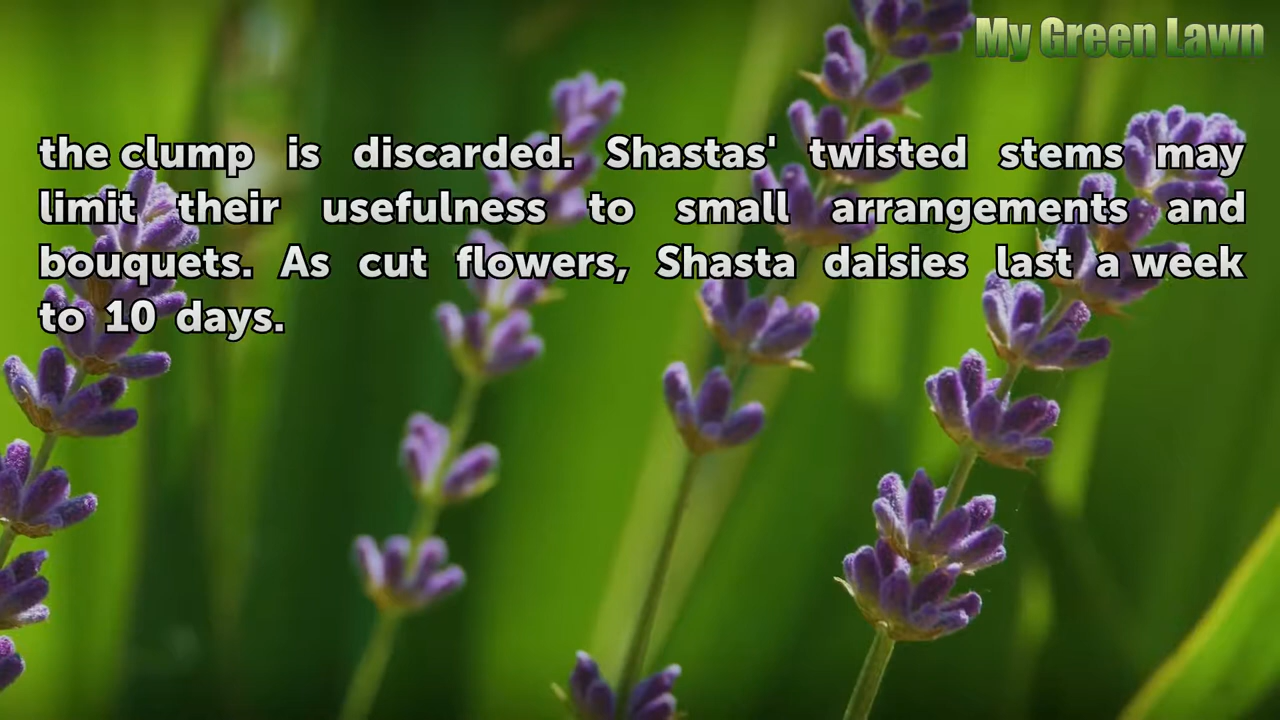 My Green Lawn
the clump is discarded. Shastas' twisted stems may
limit their usefulness to small arrangements and
bouquets. As cut flowers, Shasta daisies last a week
to 10 days.